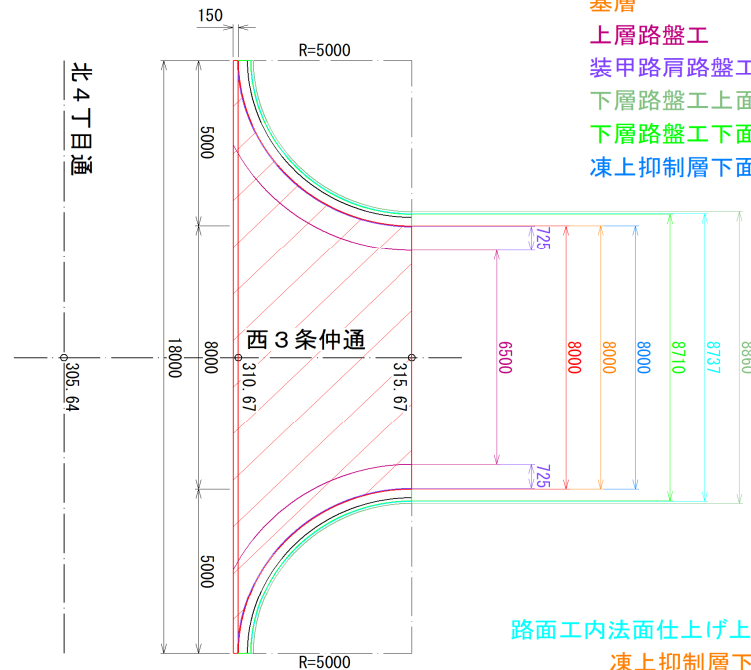 基層
150
R=5000
上層路盤工
装甲路肩路盤工
下層路盤工上面
下層路盤工下面
凍上抑制層下面
北4丁目通
5000
725
西3条仲通
305.64
18000
8000
310.67
315.67
6500
8000
8000
8000
8710
8737
8860
725
5000
路面工内法面仕上げ上
R=5000
凍上抑制層下